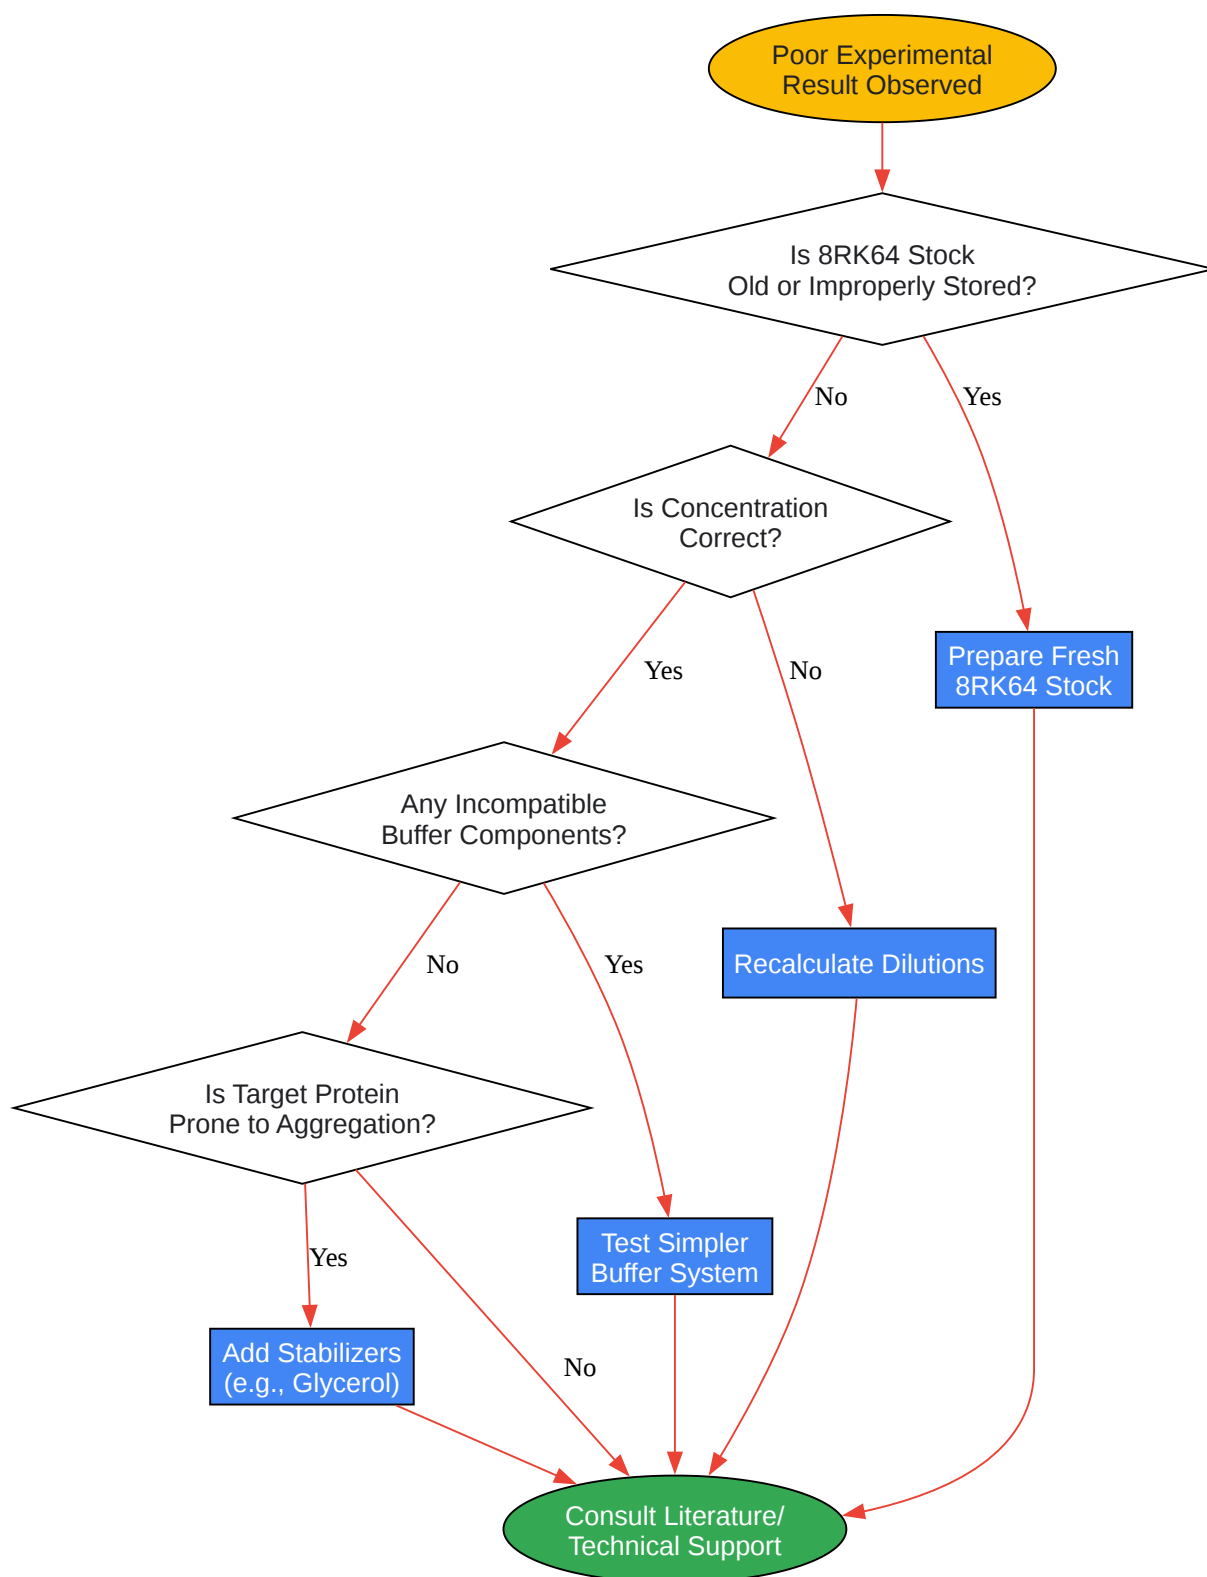 Poor Experimental
Result Observed
Is 8RK64 Stock
Old or Improperly Stored?
No
Yes
Is Concentration
Correct?
Yes
No
Prepare Fresh
8RK64 Stock
Any Incompatible
Buffer Components?
No
Yes
Recalculate Dilutions
Is Target Protein
Prone to Aggregation?
Yes
No
Test Simpler
Buffer System
Add Stabilizers
(e.g., Glycerol)
Consult Literature/
Technical Support